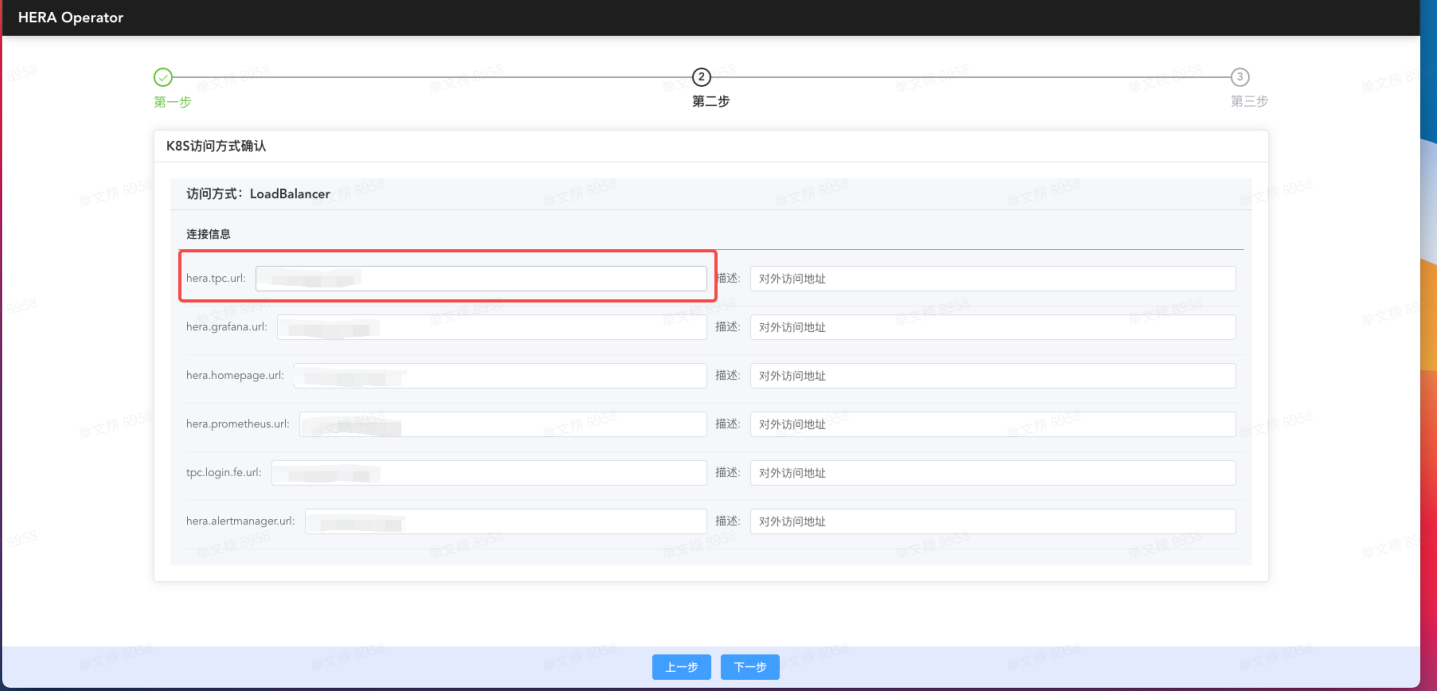 HERA Operator
2 3
第一步 第二步 第三步
K8S访问方式确认
访问方式：LoadBalancer
连接信息
hera.tpc.url: 描述: 对外访问地址
hera.grafana.url: 描述: 对外访问地址
hera.homepage.url: 描述: 对外访问地址
hera.prometheus.url: 描述: 对外访问地址
tpc.login.fe.url: 描述: 对外访问地址
hera.alertmanager.url: 描述: 对外访问地址
上一步 下一步